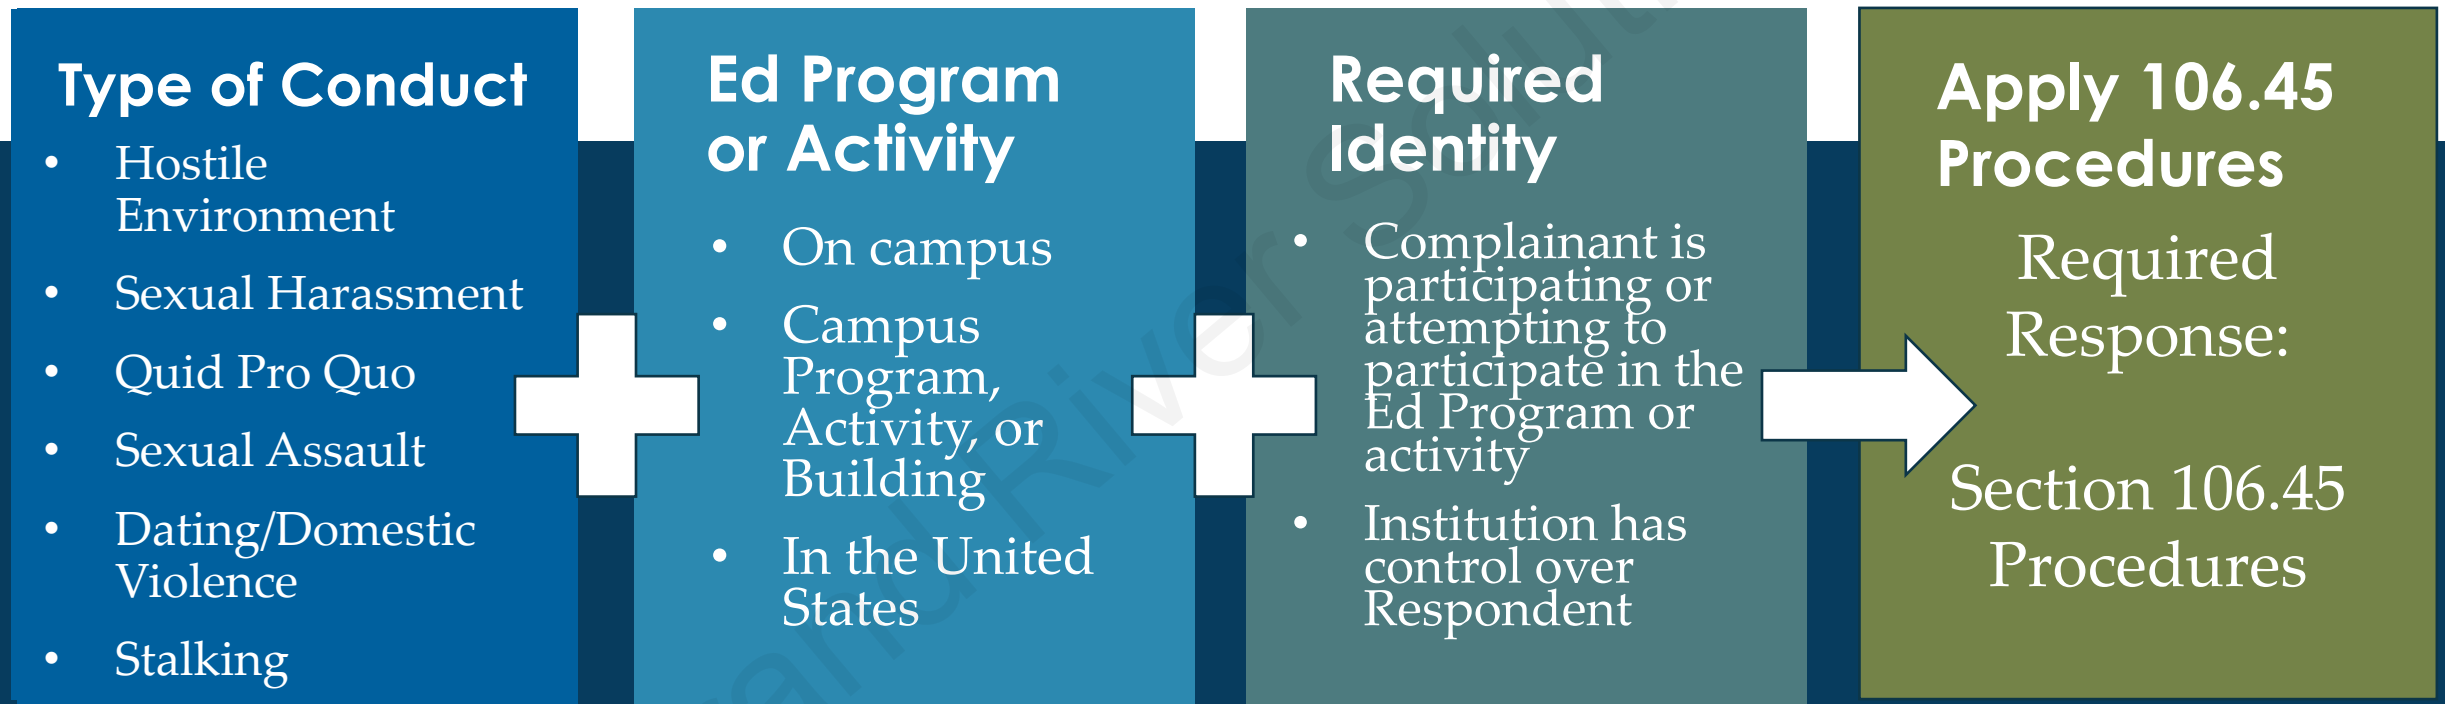 Type of Conduct
• Hostile
Environment
• Sexual Harassment
• Quid Pro Quo
• Sexual Assault
• Dating/Domestic
Violence
• Stalking
Ed Program
or Activity
• On campus
• Campus
Program,
Activity, or
Building
• In the United
States
Required
Identity
• Complainant is
participating or
attempting to
participate in the
Ed Program or
activity
• Institution has
control over
Respondent
Apply 106.45
Procedures
Required
Response:
Section 106.45
Procedures